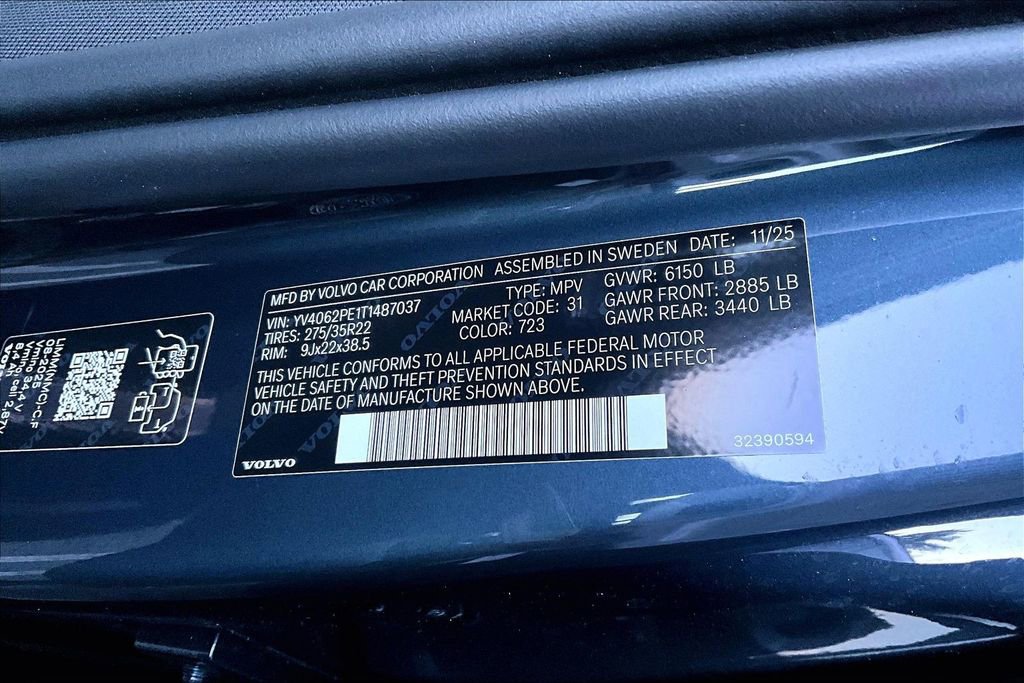 MFD BY VOLVO CAR CORPORATION ASSEMBLED IN SWEDEN DATE: 11/25
VIN: YV4062PE1T1487037 TYPE: MPV GVWR: 6150 LB
TIRES: 275/35R22 MARKET CODE: 31 GAWR FRONT: 2885 LB
RIM: 9Jx22x38.5 COLOR: 723 GAWR REAR: 3440 LB
THIS VEHICLE CONFORMS TO ALL APPLICABLE FEDERAL MOTOR
VEHICLE SAFETY AND THEFT PREVENTION STANDARDS IN EFFECT
ON THE DATE OF MANUFACTURE SHOWN ABOVE.
VOLVO
32390594